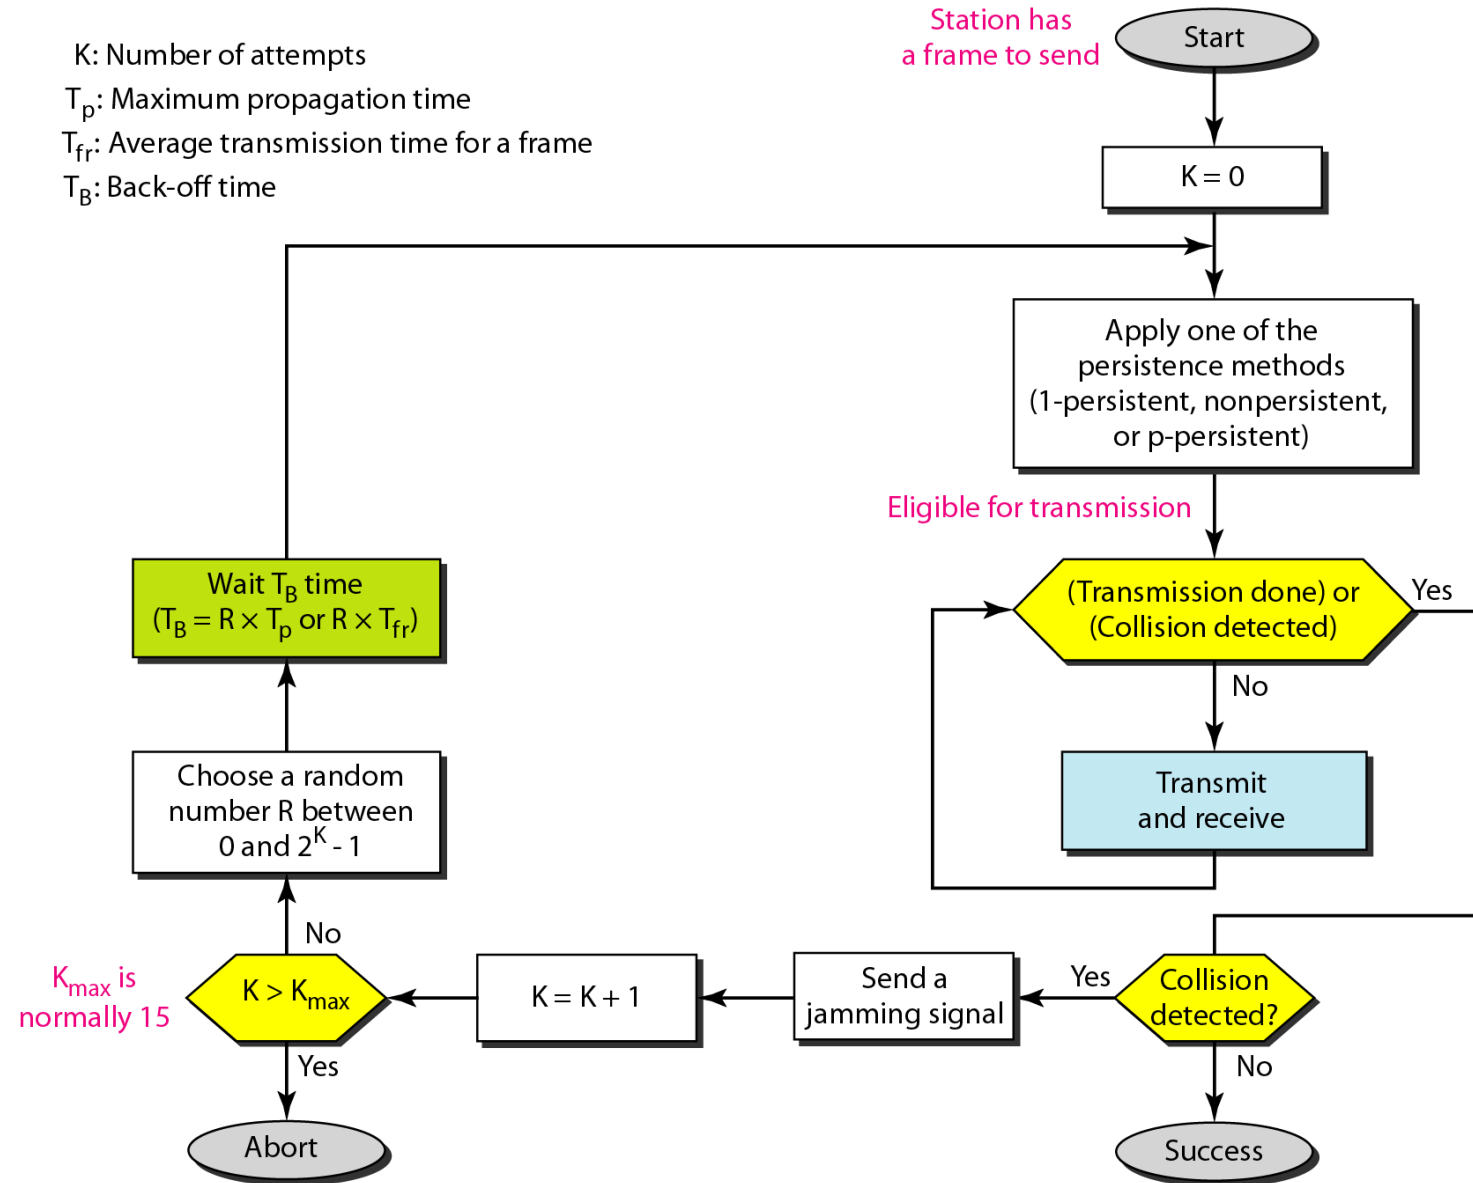 Station has
a frame to send
Start
K: Number of attempts
Tp: Maximum propagation time
Tfr: Average transmission time for a frame
TB: Back-off time
K = 0
Apply one of the
persistence methods
(1-persistent, nonpersistent,
or p-persistent)
Eligible for transmission
(Transmission done) or
(Collision detected)
Yes
No
Transmit
and receive
Wait TB time
(TB = R × Tp or R × Tfr)
Choose a random
number R between
0 and 2^K - 1
No
Kmax is
normally 15
K > Kmax
Yes
Abort
K = K + 1
Send a
jamming signal
Yes
Collision
detected?
No
Success